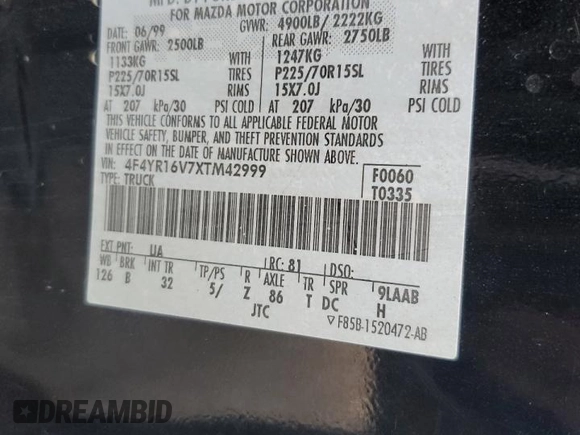 MFD. BY
FOR MAZDA MOTOR CORPORATION
DATE: 06/99 GVWR: 4900LB/ 2222KG
FRONT GAWR: 2500LB REAR GAWR: 2750LB
1133KG WITH 1247KG WITH
P225/70R15SL TIRES P225/70R15SL TIRES
15X7.0J RIMS 15X7.0J RIMS
AT 207 kPa/30 PSI COLD AT 207 kPa/30 PSI COLD
THIS VEHICLE CONFORMS TO ALL APPLICABLE FEDERAL MOTOR
VEHICLE SAFETY, BUMPER, AND THEFT PREVENTION STANDARDS
IN EFFECT ON THE DATE OF MANUFACTURE SHOWN ABOVE.
VIN: 4F4YR16V7XTM42999 F0060
TYPE: TRUCK T0335
EXT PNT: UA RC: 81 DSO:
WB BRK INT TR TP/PS R AXLE TR SPR 9LAAB
126 B 32 5/ Z 86 T DC H
JTC ▽F85B-1520472-AB
DREAMBID